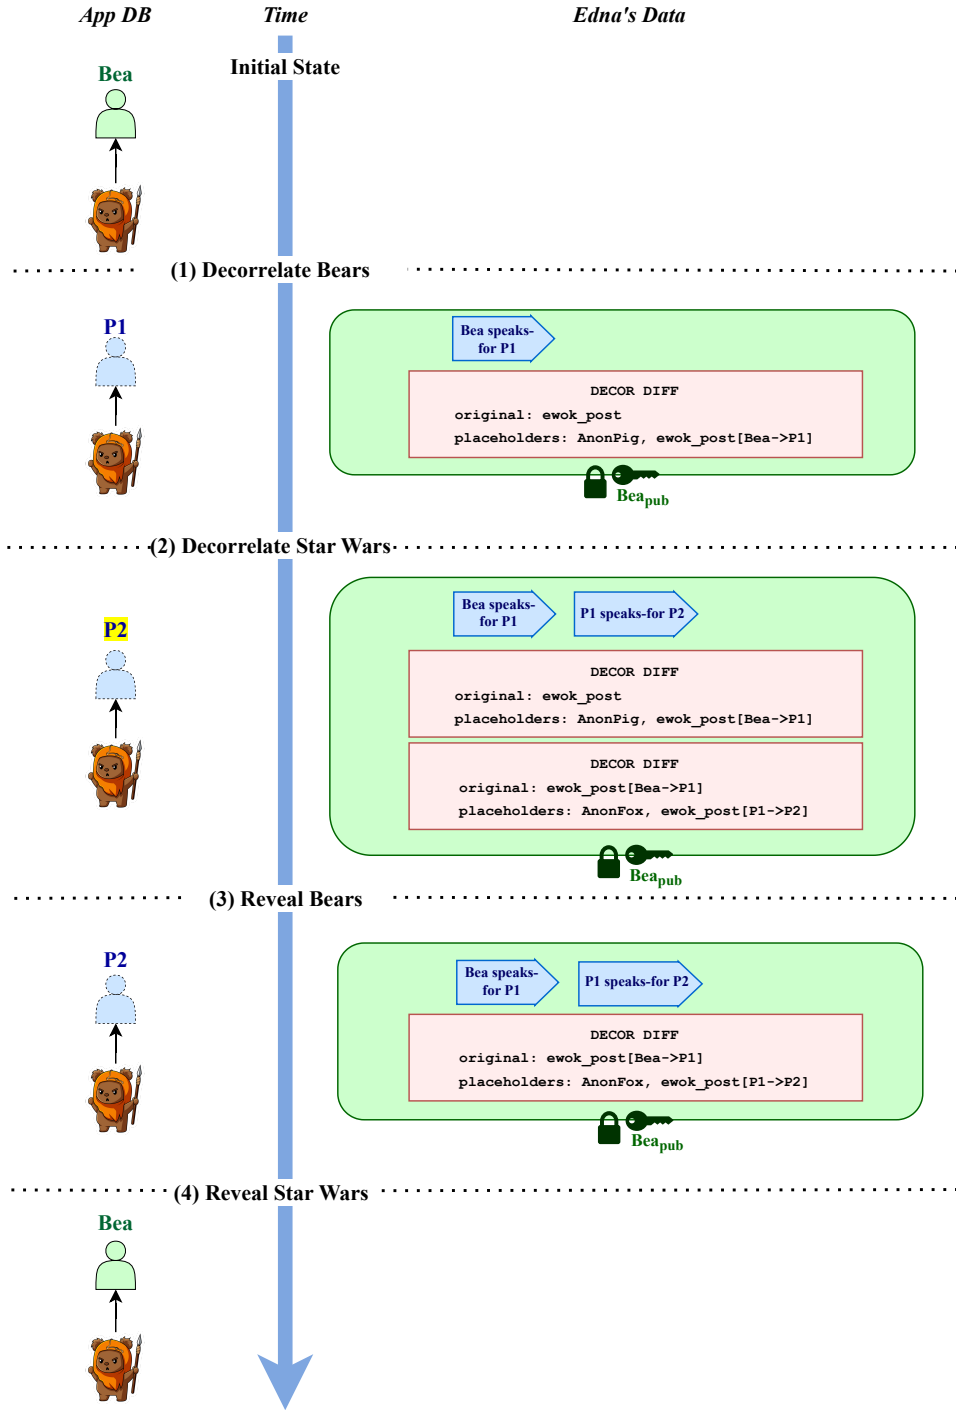 App DB Time Edna's Data
Initial State
Bea
(1) Decorrelate Bears
P1
Bea speaks-
for P1
DECOR DIFF
original: ewok_post
placeholders: AnonPig, ewok_post[Bea->P1]
Bea_pub
(2) Decorrelate Star Wars
P2
Bea speaks-
for P1
P1 speaks-for P2
DECOR DIFF
original: ewok_post
placeholders: AnonPig, ewok_post[Bea->P1]
DECOR DIFF
original: ewok_post[Bea->P1]
placeholders: AnonFox, ewok_post[P1->P2]
Bea_pub
(3) Reveal Bears
P2
Bea speaks-
for P1
P1 speaks-for P2
DECOR DIFF
original: ewok_post[Bea->P1]
placeholders: AnonFox, ewok_post[P1->P2]
Bea_pub
(4) Reveal Star Wars
Bea